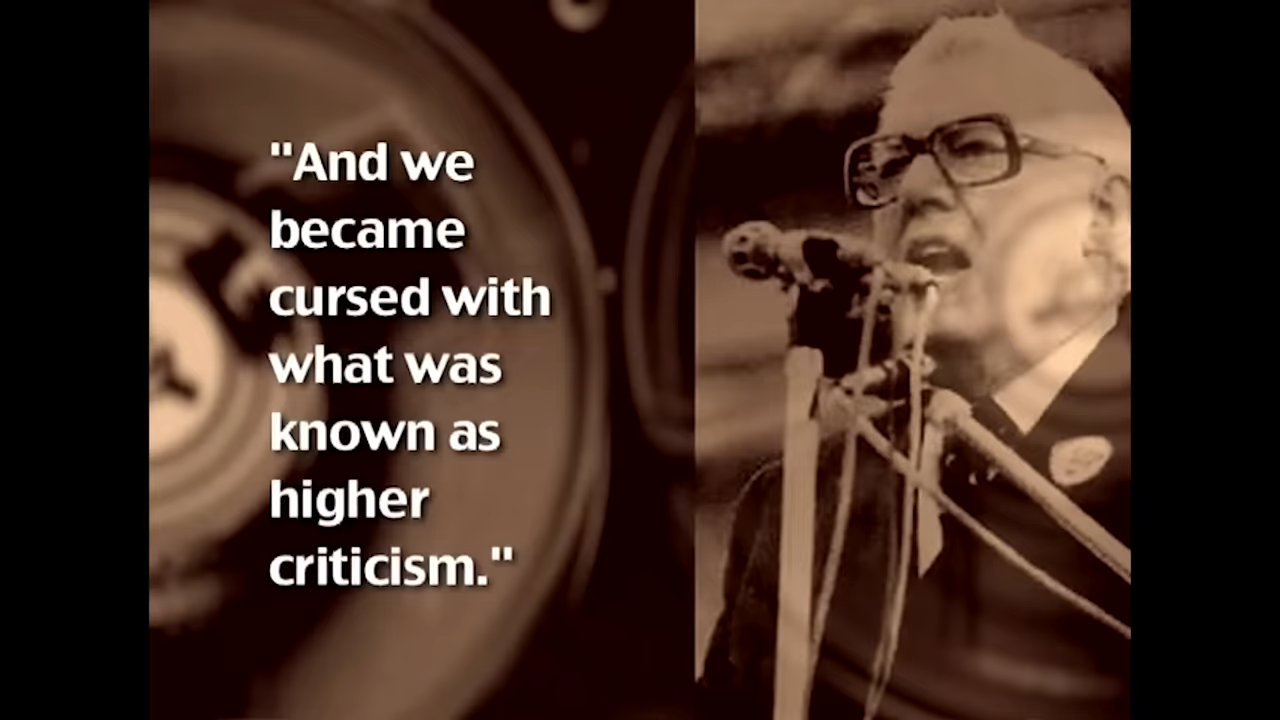 "And we
became
cursed with
what was
known as
higher
criticism."